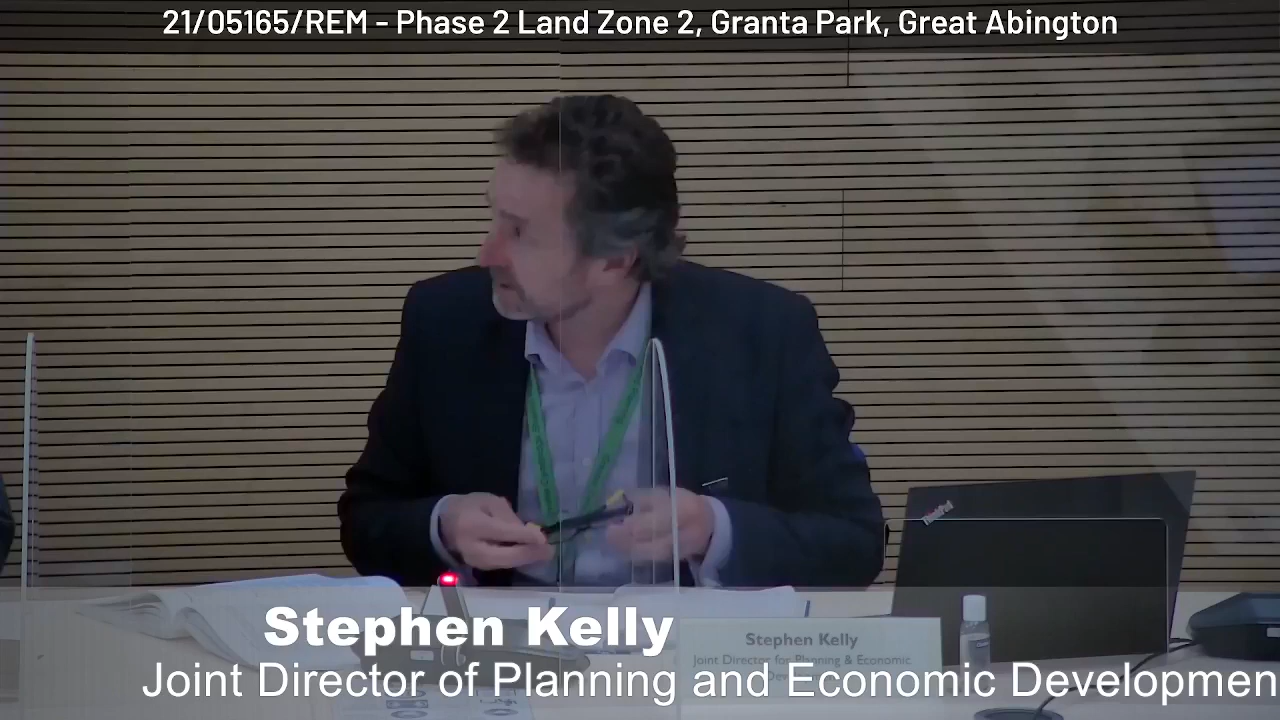 21/05165/REM - Phase 2 Land Zone 2, Granta Park, Great Abington
ThinkPad
Stephen Kelly
Joint Director of Planning and Economic Developmen
Stephen Kelly
Joint Director for Planning & Economic